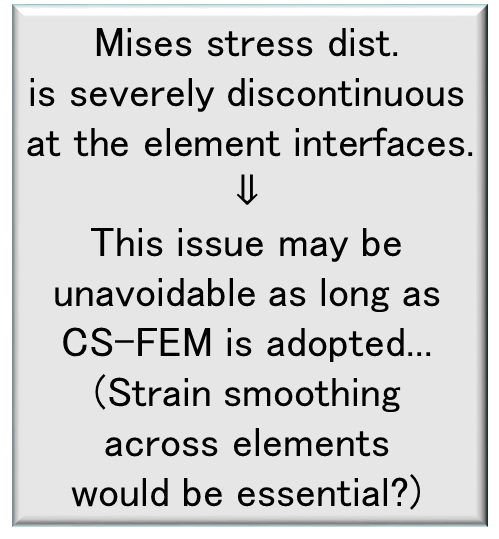 Mises stress dist.
is severely discontinuous
at the element interfaces.
⇓
This issue may be
unavoidable as long as
CS-FEM is adopted...
(Strain smoothing
across elements
would be essential?)